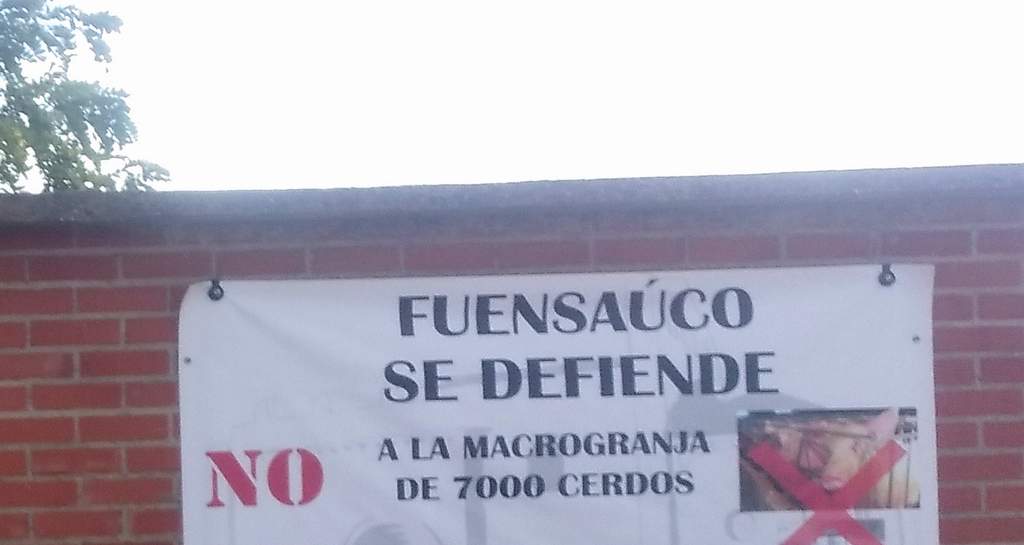 FUENSAÚCO
SE DEFIENDE
NO A LA MACROGRANJA
DE 7000 CERDOS